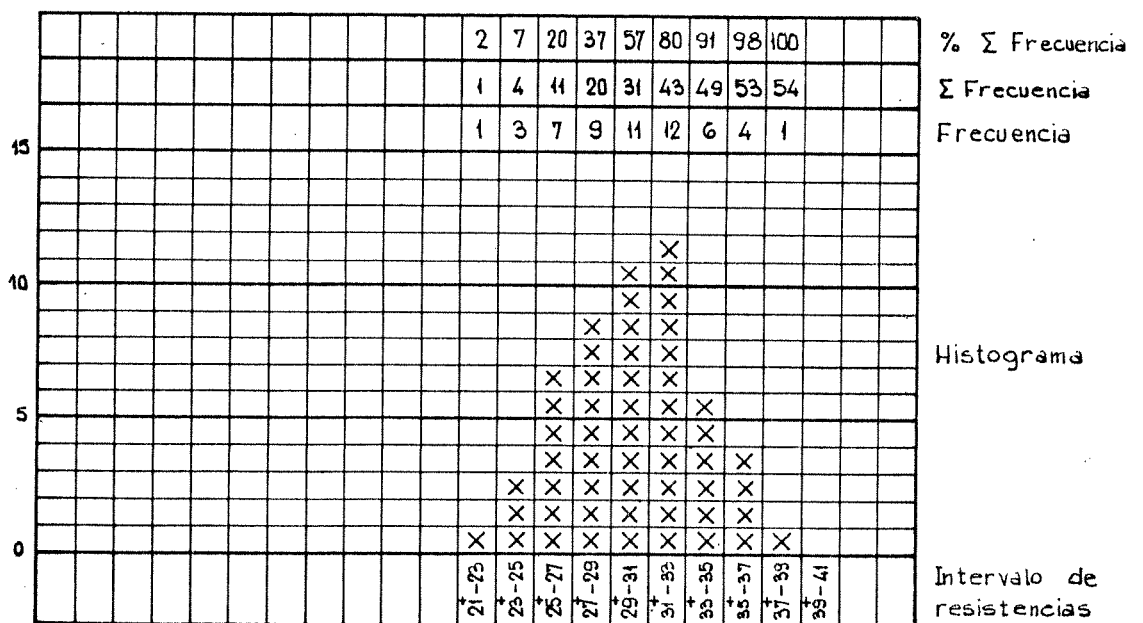 2 7 20 37 57 80 91 98 100 % Σ Frecuencia
1 4 11 20 31 43 49 53 54 Σ Frecuencia
1 3 7 9 11 12 6 4 1 Frecuencia
15
10
Histograma
5
0
+21-23 +23-25 +25-27 +27-29 +29-31 +31-33 +33-35 +35-37 +37-39 +39-41
Intervalo de
resistencias